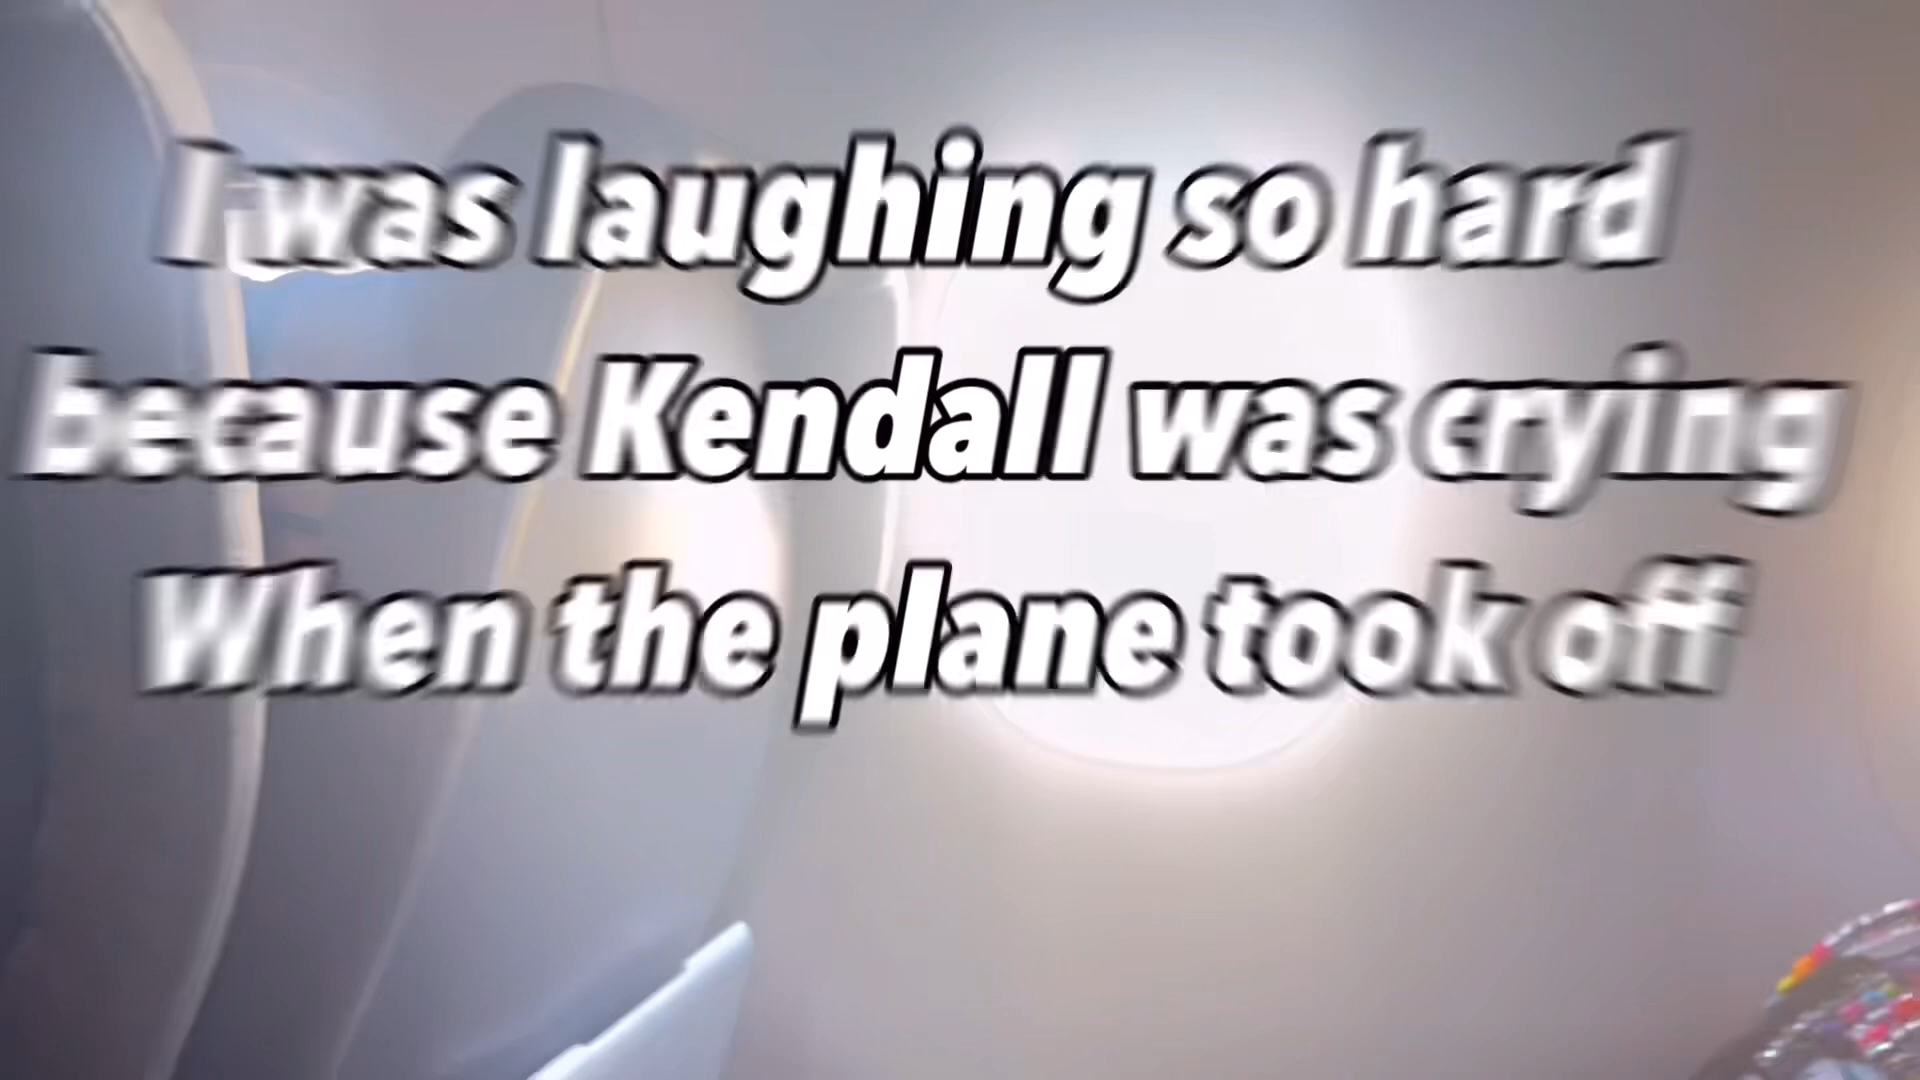 I was laughing so hard
because Kendall was crying
When the plane took off